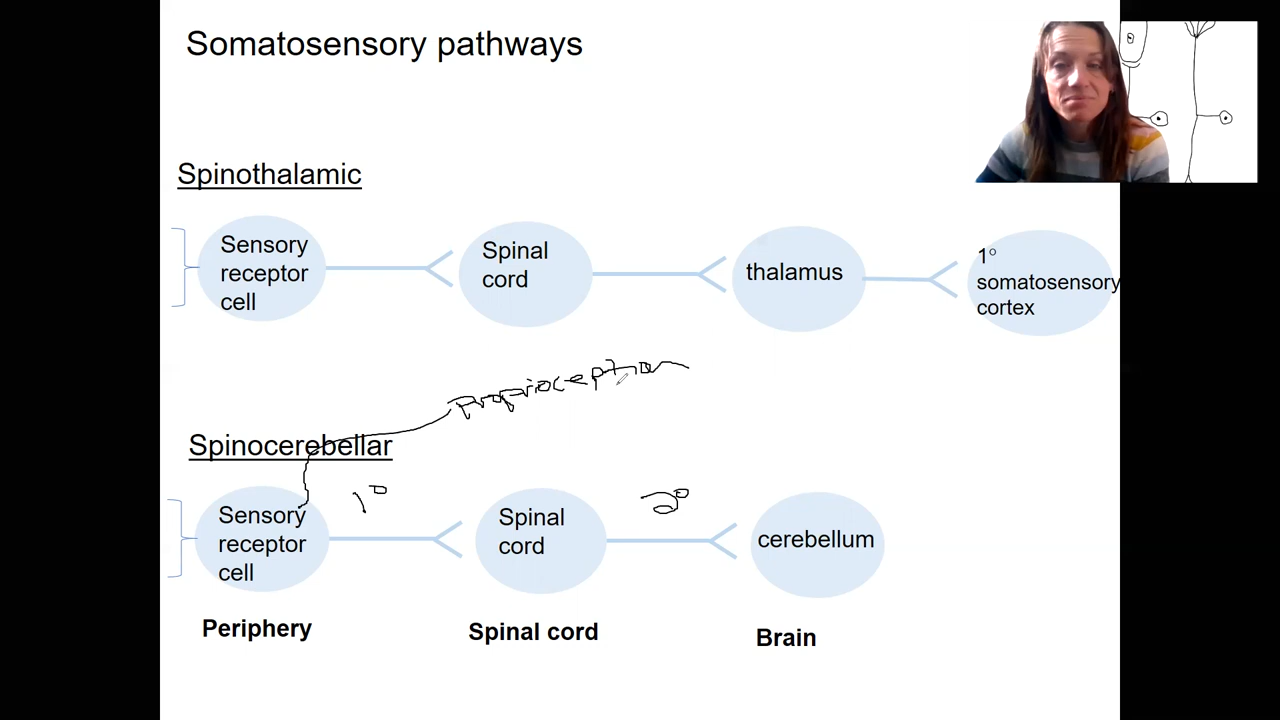 Somatosensory pathways
Spinothalamic
Sensory
receptor
cell
Spinal
cord
thalamus
1°
somatosensory
cortex
proprioception
Spinocerebellar
1°
2°
Sensory
receptor
cell
Spinal
cord
cerebellum
Periphery
Spinal cord
Brain